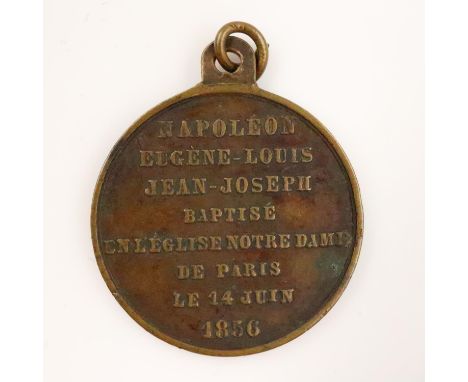 NAPOLÉON
EUGÈNE-LOUIS
JEAN-JOSEPH
BAPTISÉ
EN L'ÉGLISE NOTRE DAME
DE PARIS
LE 14 JUIN
1856